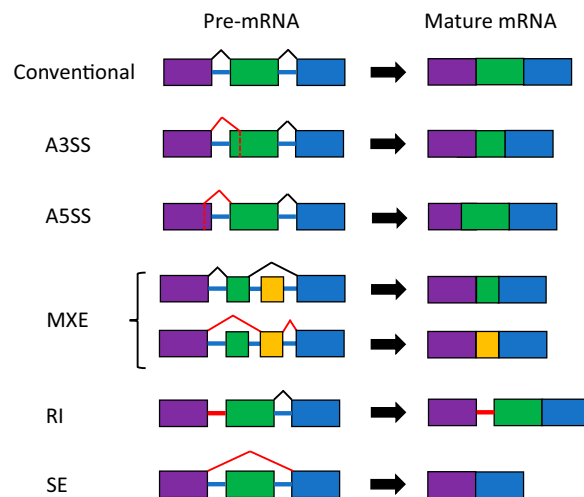 Pre-mRNA Mature mRNA
Conventional
A3SS
A5SS
MXE
RI
SE